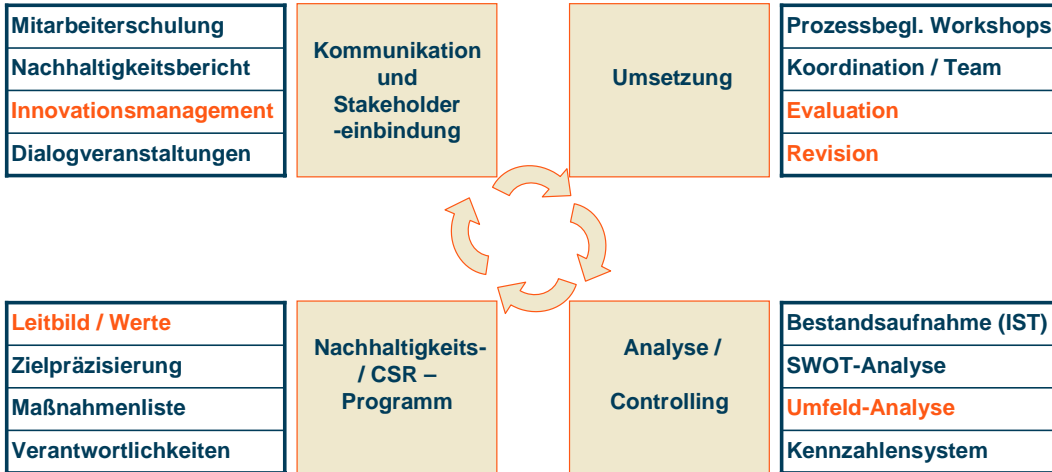 Mitarbeiterschulung
Nachhaltigkeitsbericht
Innovationsmanagement
Dialogveranstaltungen
Kommunikation
und
Stakeholder
-einbindung
Umsetzung
Prozessbegl. Workshops
Koordination / Team
Evaluation
Revision
Leitbild / Werte
Zielpräzisierung
Maßnahmenliste
Verantwortlichkeiten
Nachhaltigkeits-
/ CSR –
Programm
Analyse /
Controlling
Bestandsaufnahme (IST)
SWOT-Analyse
Umfeld-Analyse
Kennzahlensystem